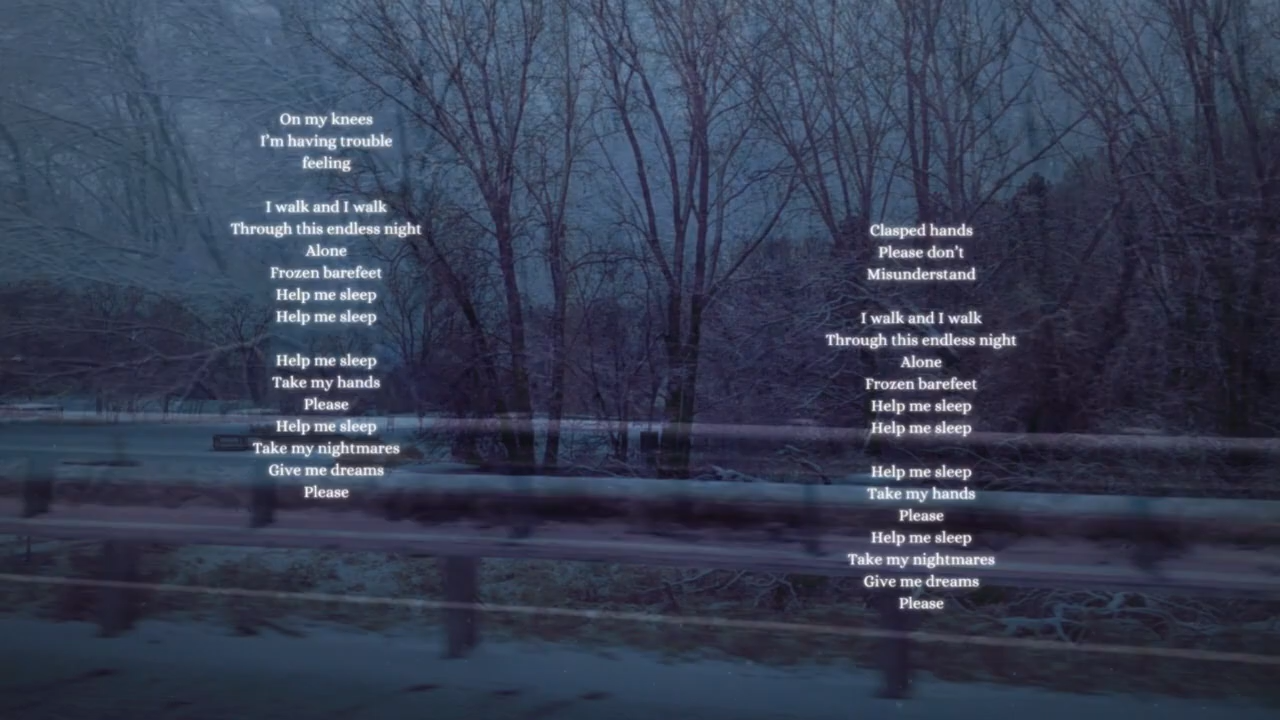 On my knees
I'm having trouble
feeling
I walk and I walk
Through this endless night
Alone
Frozen barefeet
Help me sleep
Help me sleep
Help me sleep
Take my hands
Please
Help me sleep
Take my nightmares
Give me dreams
Please
Clasped hands
Please don't
Misunderstand
I walk and I walk
Through this endless night
Alone
Frozen barefeet
Help me sleep
Help me sleep
Help me sleep
Take my hands
Please
Help me sleep
Take my nightmares
Give me dreams
Please